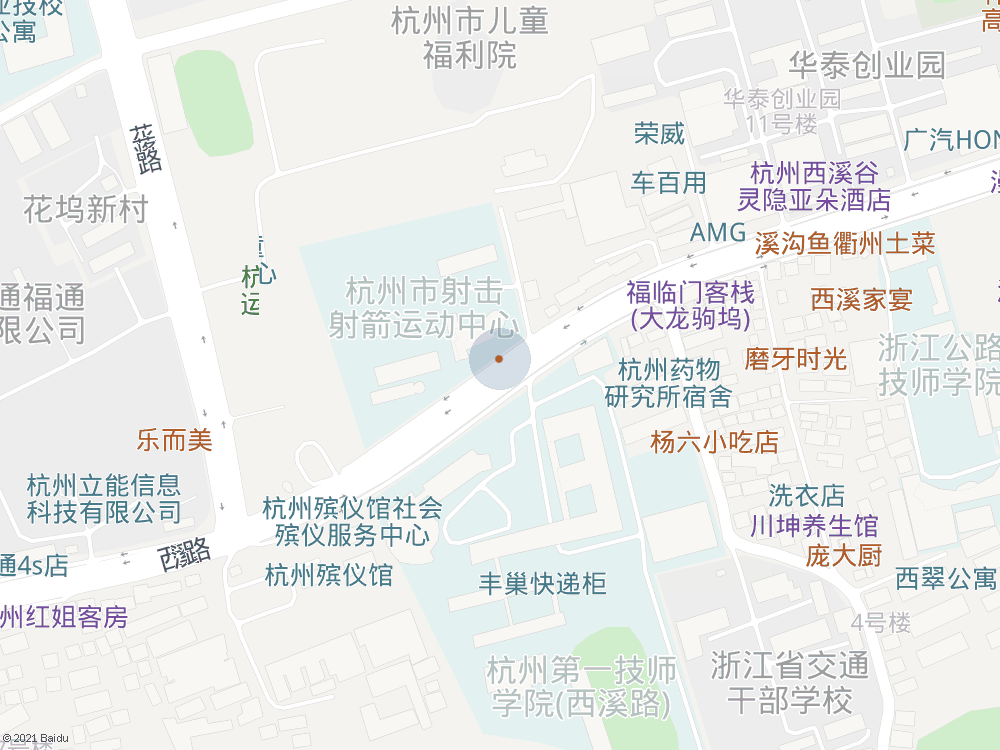 业技校
公寓
杭州市儿童
福利院
高
华泰创业园
华泰创业园
11号楼
荣威
广汽HON
花坞路
车百用
杭州西溪谷
灵隐亚朵酒店
花坞新村
AMG
溪沟鱼衢州土菜
心
杭
运
通福通
限公司
杭州市射击
射箭运动中心
福临门客栈
(大龙驹坞)
西溪家宴
浙江公路
技师学院
磨牙时光
杭州药物
研究所宿舍
乐而美
杨六小吃店
杭州立能信息
科技有限公司
洗衣店
杭州殡仪馆社会
殡仪服务中心
川坤养生馆
西溪路
庞大厨
通4s店
杭州殡仪馆
丰巢快递柜
西翠公寓
州红姐客房
4号楼
杭州第一技师
学院(西溪路)
浙江省交通
干部学校
© 2021 Baidu